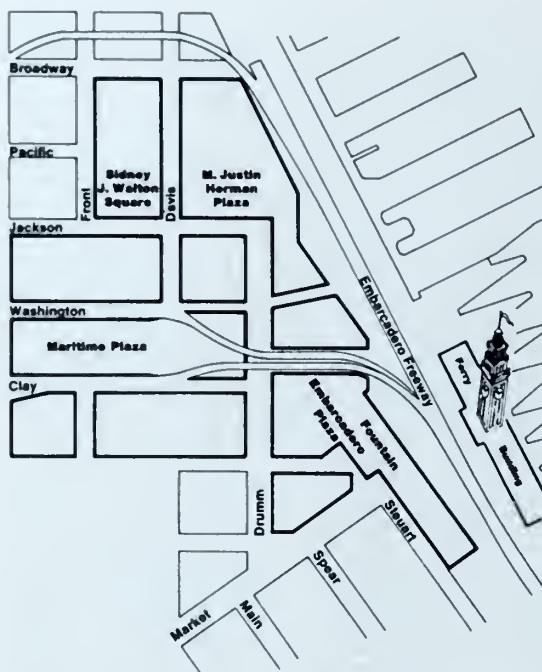 Broadway
Pacific
Sidney
J. Walton
Square
M. Justin
Herman
Plaza
Front
Davis
Jackson
Embarcadero Freeway
Washington
Maritime Plaza
Clay
Ferry
Building
Embarcadero
Plaza
Fountain
Drumm
Steuart
Spear
Main
Market